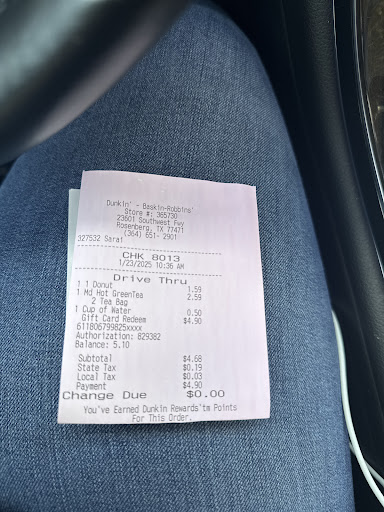 Dunkin' - Baskin-Robbins'
Store #: 365730
23601 Southwest Fwy
Rosenberg, TX 77471
(364) 651- 2901
327532 Sarai
CHK 8013
1/23/2025 10:36 AM
Drive Thru
1 1 Donut 1.59
1 Md Hot GreenTea 2.59
2 Tea Bag
1 Cup of Water 0.50
Gift Card Redeem $4.90
611806799825xxxx
Authorization: 829382
Balance: 5.10
Subtotal $4.68
State Tax $0.19
Local Tax $0.03
Payment $4.90
Change Due $0.00
You've Earned Dunkin Rewards'tm Points
For This Order.